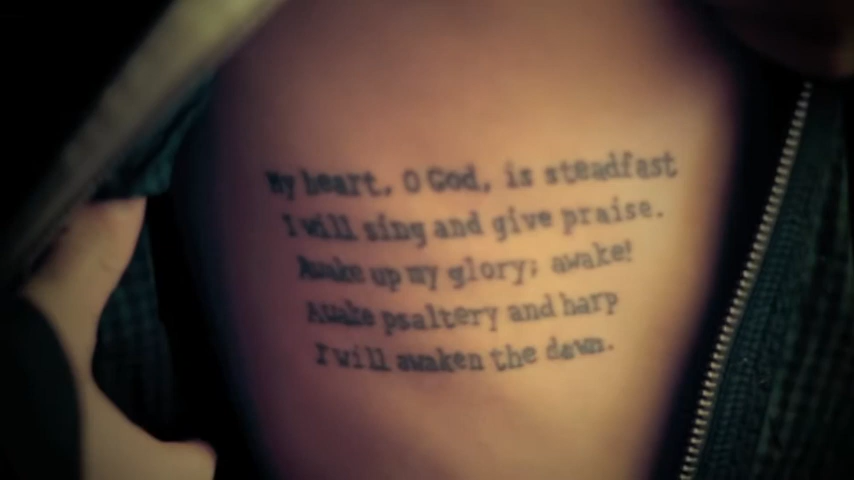 My heart, O God, is steadfast
I will sing and give praise.
Awake up my glory; awake!
Awake psaltery and harp
I will awaken the dawn.